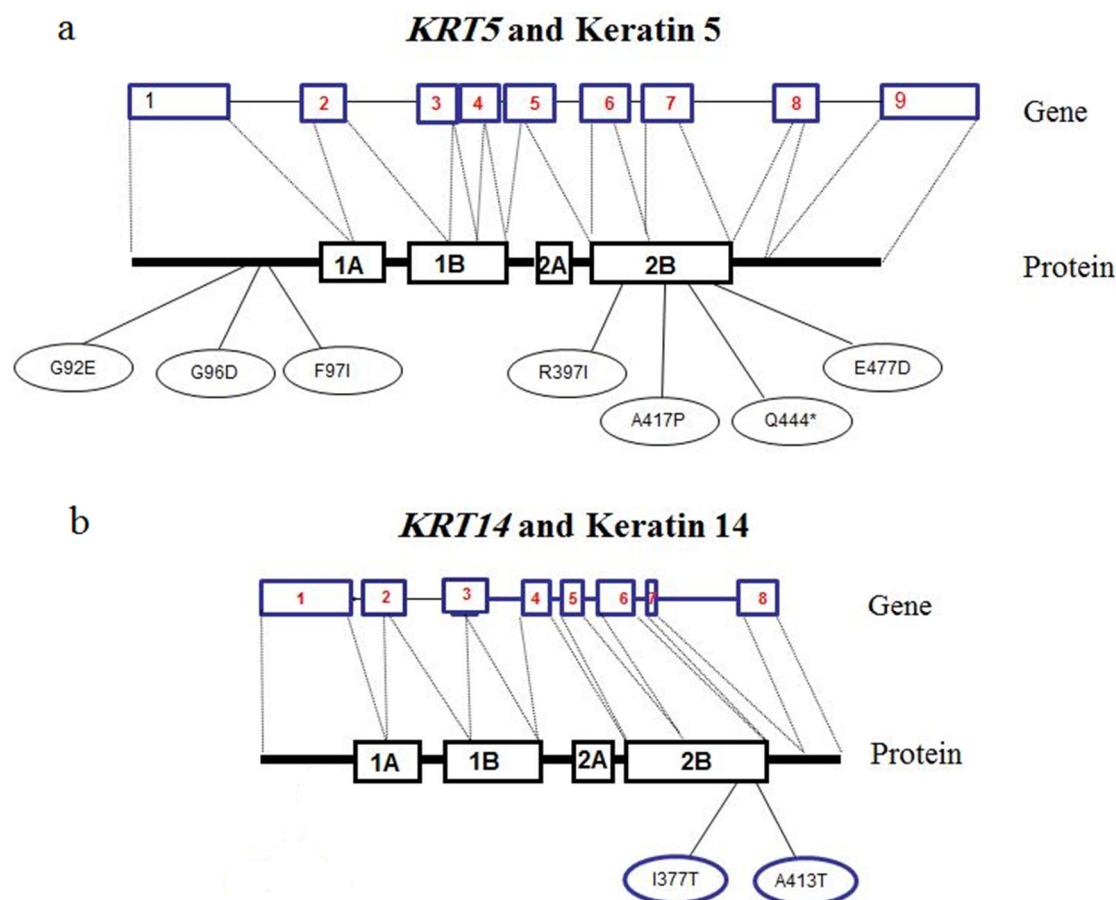 a
KRT5 and Keratin 5
1 2 3 4 5 6 7 8 9
Gene
1A 1B 2A 2B
Protein
G92E G96D F97I R397I E477D
A417P Q444*
b
KRT14 and Keratin 14
1 2 3 4 5 6 7 8
Gene
1A 1B 2A 2B
Protein
I377T A413T